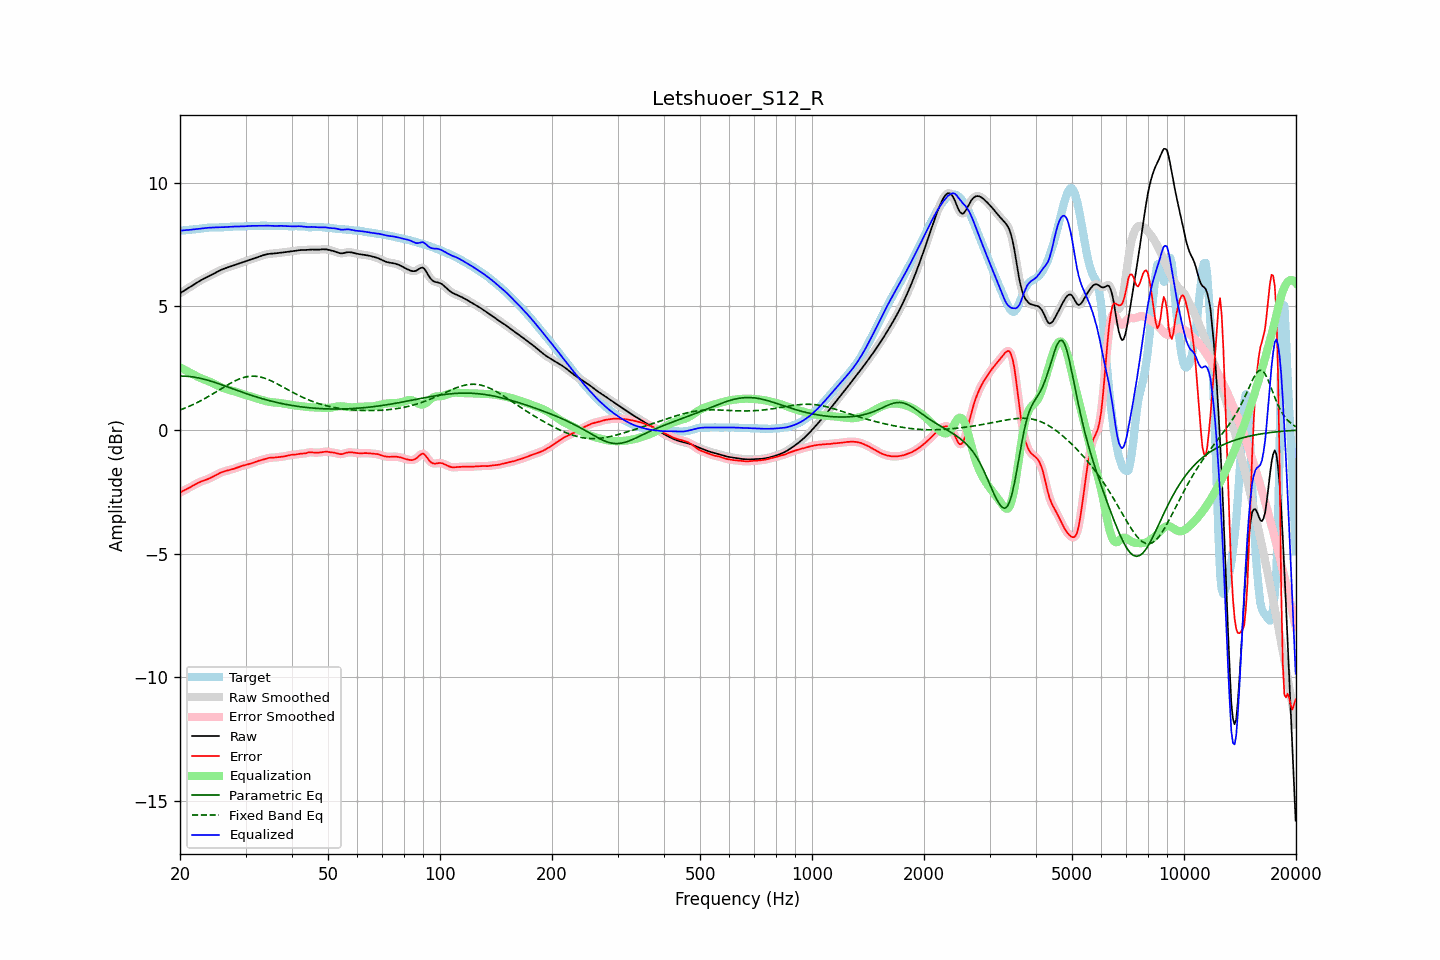 Letshuoer_S12_R
Amplitude (dBr)
10
5
0
−5
−10
−15
Target
Raw Smoothed
Error Smoothed
Raw
Error
Equalization
Parametric Eq
Fixed Band Eq
Equalized
20 50 100 200 500 1000 2000 5000 10000 20000
Frequency (Hz)